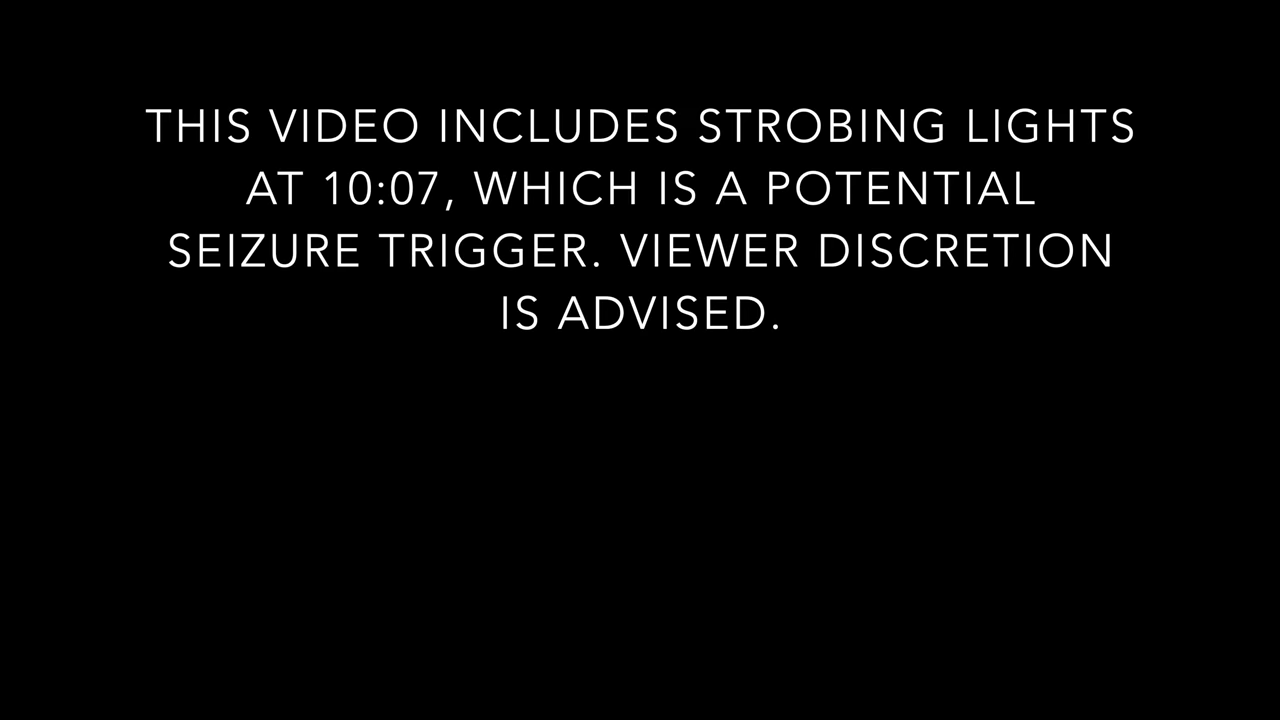 THIS VIDEO INCLUDES STROBING LIGHTS
AT 10:07, WHICH IS A POTENTIAL
SEIZURE TRIGGER. VIEWER DISCRETION
IS ADVISED.